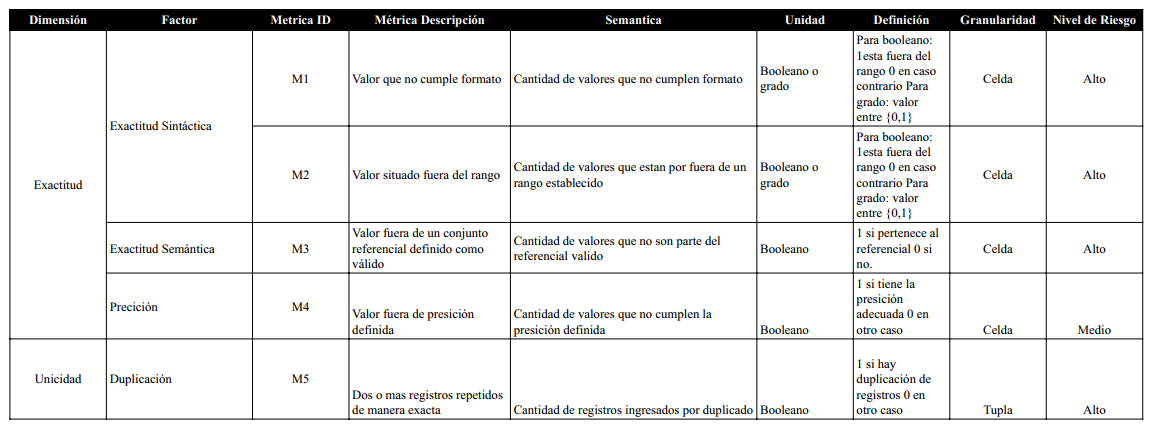 Dimensión Factor Metrica ID Métrica Descripción Semantica Unidad Definición Granularidad Nivel de Riesgo
Exactitud
Exactitud Sintáctica
M1
Valor que no cumple formato
Cantidad de valores que no cumplen formato
Booleano o
grado
Para booleano:
1esta fuera del
rango 0 en caso
contrario Para
grado: valor
entre {0,1}
Celda
Alto
M2
Valor situado fuera del rango
Cantidad de valores que estan por fuera de un
rango establecido
Booleano o
grado
Para booleano:
1esta fuera del
rango 0 en caso
contrario Para
grado: valor
entre {0,1}
Celda
Alto
Exactitud Semántica
M3
Valor fuera de un conjunto
referencial definido como
válido
Cantidad de valores que no son parte del
referencial valido
Booleano
1 si pertenece al
referencial 0 si
no.
Celda
Alto
Precición
M4
Valor fuera de presición
definida
Cantidad de valores que no cumplen la
presición definida
Booleano
1 si tiene la
presición
adecuada 0 en
otro caso
Celda
Medio
Unicidad
Duplicación
M5
Dos o mas registros repetidos
de manera exacta
Cantidad de registros ingresados por duplicado
Booleano
1 si hay
duplicación de
registros 0 en
otro caso
Tupla
Alto